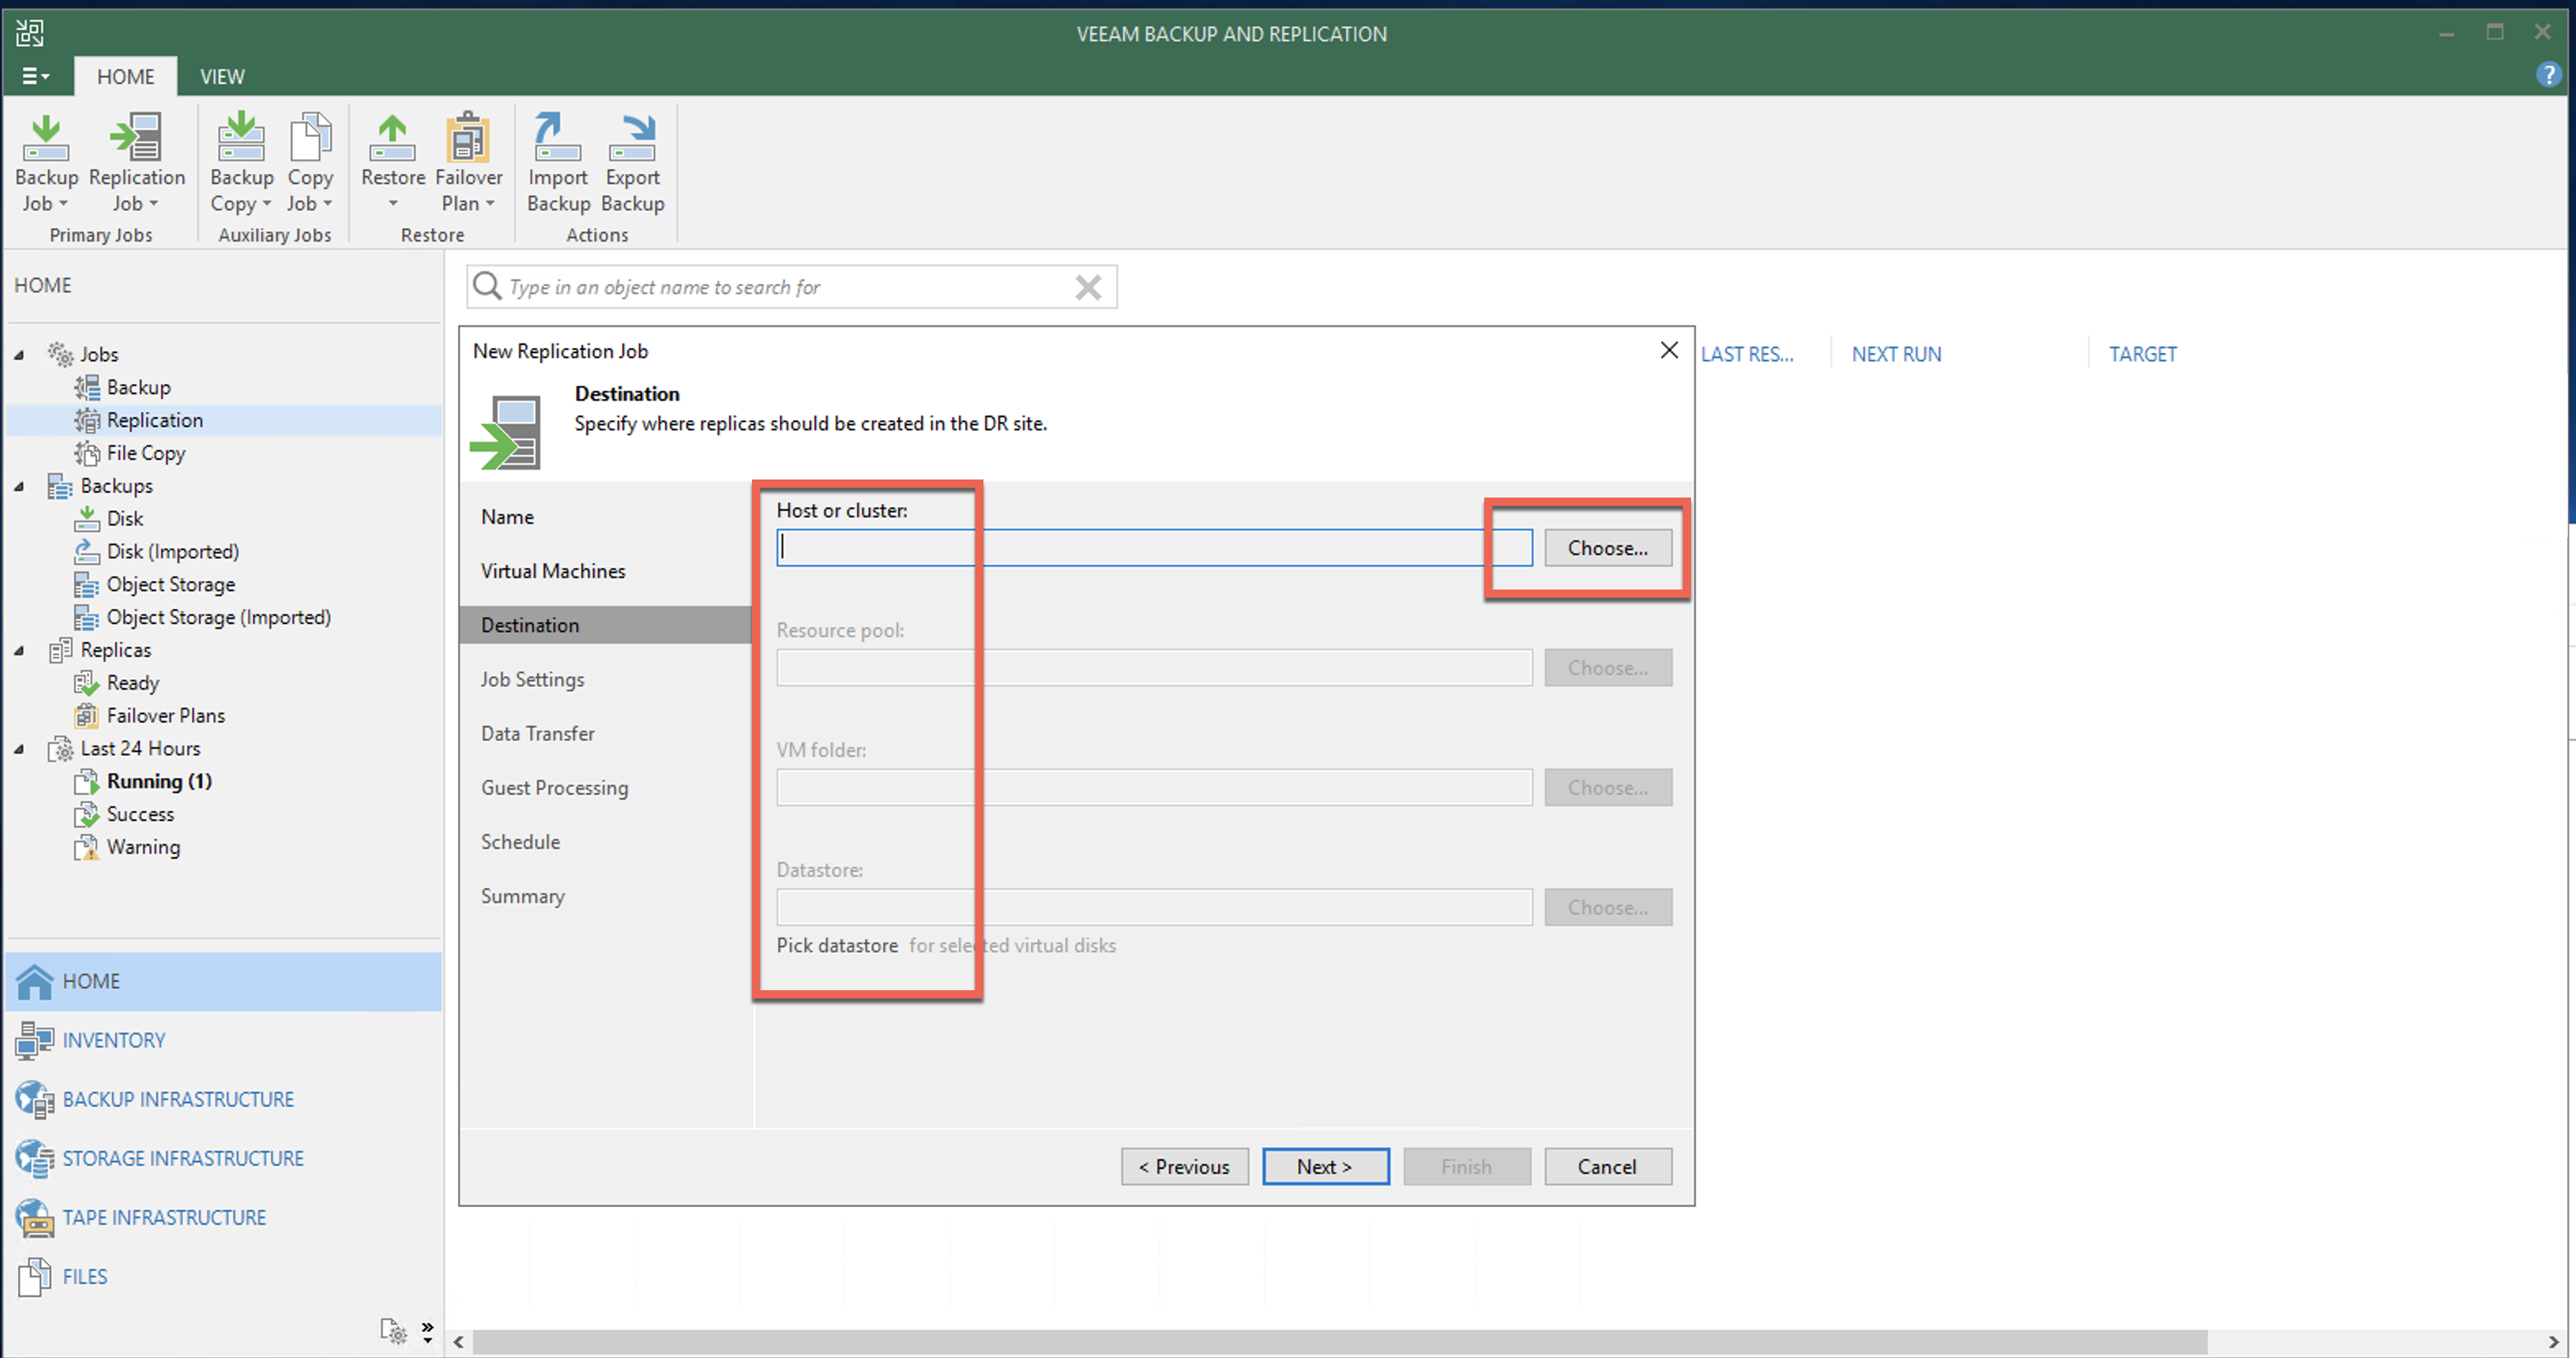 VEEAM BACKUP AND REPLICATION
HOME VIEW
?
Backup Job
Replication Job
Primary Jobs
Backup Copy
Copy Job
Auxiliary Jobs
Restore
Failover Plan
Restore
Import Backup
Export Backup
Actions
HOME
Jobs
Backup
Replication
File Copy
Backups
Disk
Disk (Imported)
Object Storage
Object Storage (Imported)
Replicas
Ready
Failover Plans
Last 24 Hours
Running (1)
Success
Warning
HOME
INVENTORY
BACKUP INFRASTRUCTURE
STORAGE INFRASTRUCTURE
TAPE INFRASTRUCTURE
FILES
Type in an object name to search for
LAST RES... NEXT RUN TARGET
New Replication Job
Destination
Specify where replicas should be created in the DR site.
Name
Virtual Machines
Destination
Job Settings
Data Transfer
Guest Processing
Schedule
Summary
Host or cluster:
Choose...
Resource pool:
Choose...
VM folder:
Choose...
Datastore:
Choose...
Pick datastore for selected virtual disks
< Previous Next > Finish Cancel